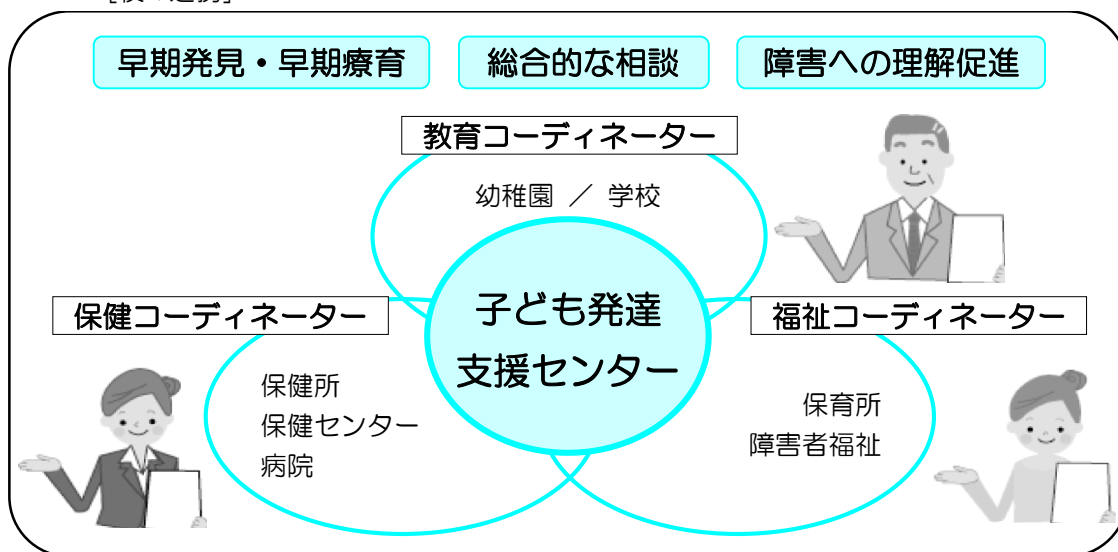 早期発見・早期療育
総合的な相談
障害への理解促進
教育コーディネーター
幼稚園 ／ 学校
保健コーディネーター
子ども発達
支援センター
福祉コーディネーター
保健所
保健センター
病院
保育所
障害者福祉